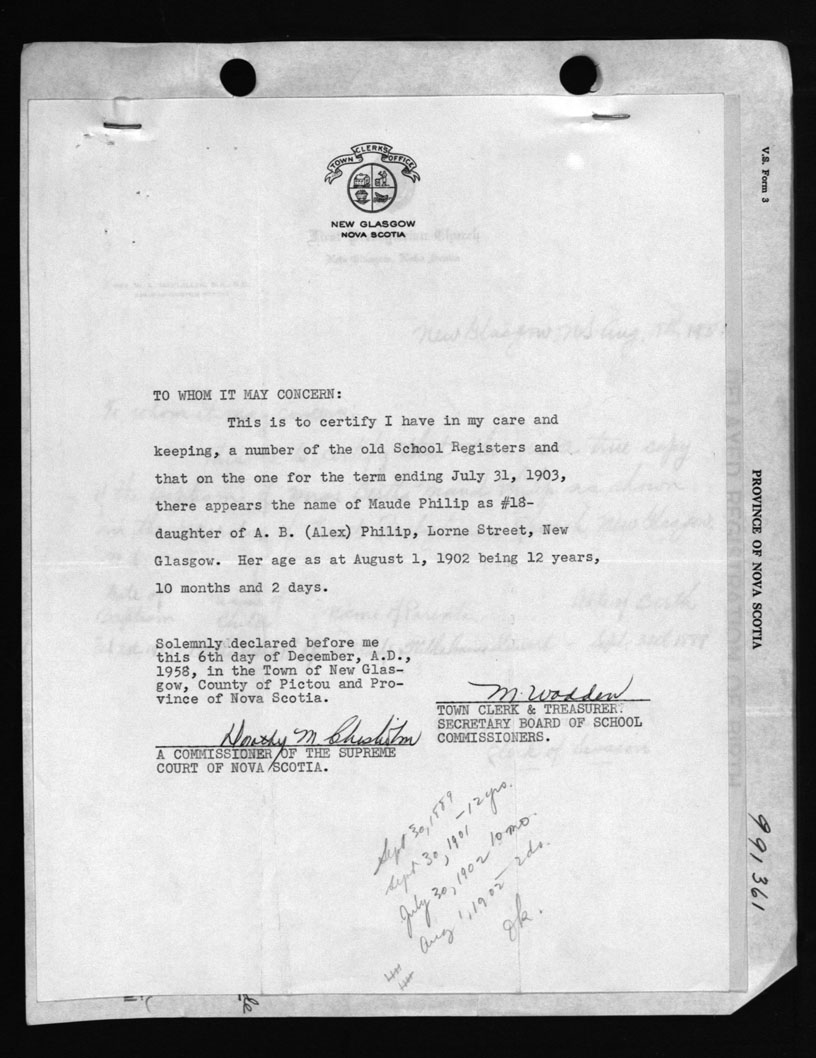 TOWN CLERKS OFFICE
NEW GLASGOW
NOVA SCOTIA
TO WHOM IT MAY CONCERN:
This is to certify I have in my care and
keeping, a number of the old School Registers and
that on the one for the term ending July 31, 1903,
there appears the name of Maude Philip as #18-
daughter of A. B. (Alex) Philip, Lorne Street, New
Glasgow. Her age as at August 1, 1902 being 12 years,
10 months and 2 days.
Solemnly declared before me
this 6th day of December, A.D.,
1958, in the Town of New Glas-
gow, County of Pictou and Pro-
vince of Nova Scotia.
Dorothy M Chisholm
A COMMISSIONER OF THE SUPREME
COURT OF NOVA SCOTIA.
M. Wadden
TOWN CLERK & TREASURER.
SECRETARY BOARD OF SCHOOL
COMMISSIONERS.
Sept 30, 1889
Sept 30, 1901 - 12 yrs.
July 30, 1902 10 mo.
Aug 1, 1902 - 2 ds.
Ok.
V.S. Form 3
PROVINCE OF NOVA SCOTIA
991361